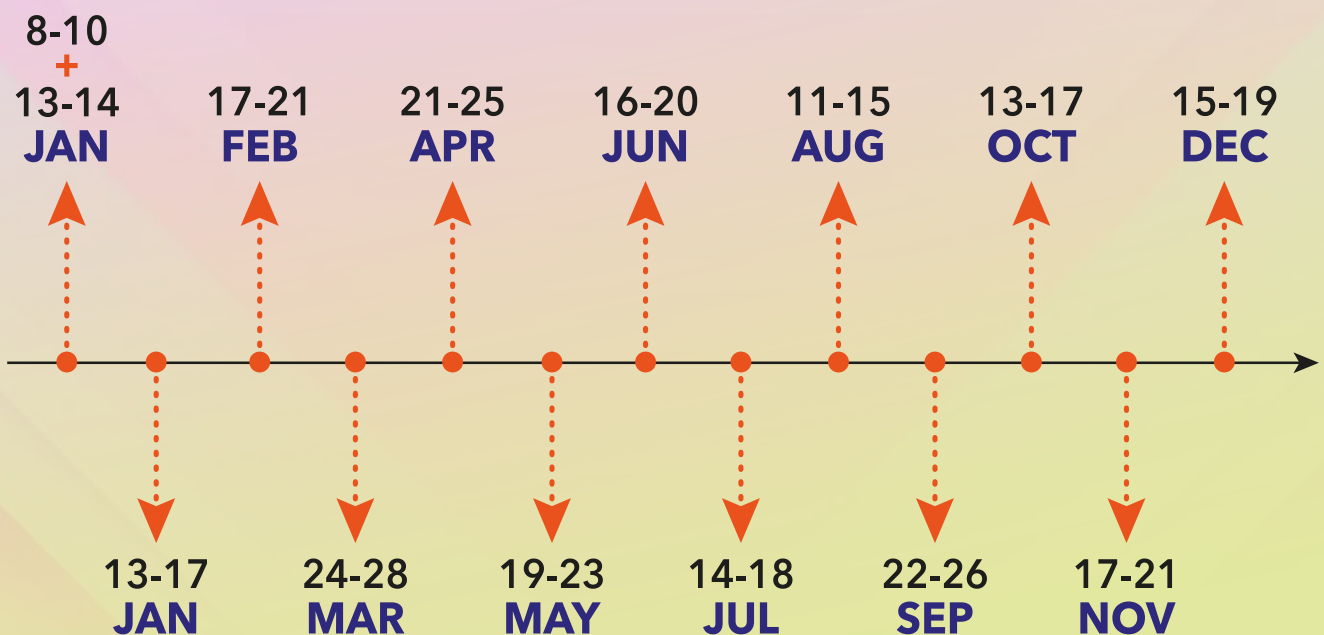 8-10
+
13-14
JAN
17-21
FEB
21-25
APR
16-20
JUN
11-15
AUG
13-17
OCT
15-19
DEC
13-17
JAN
24-28
MAR
19-23
MAY
14-18
JUL
22-26
SEP
17-21
NOV